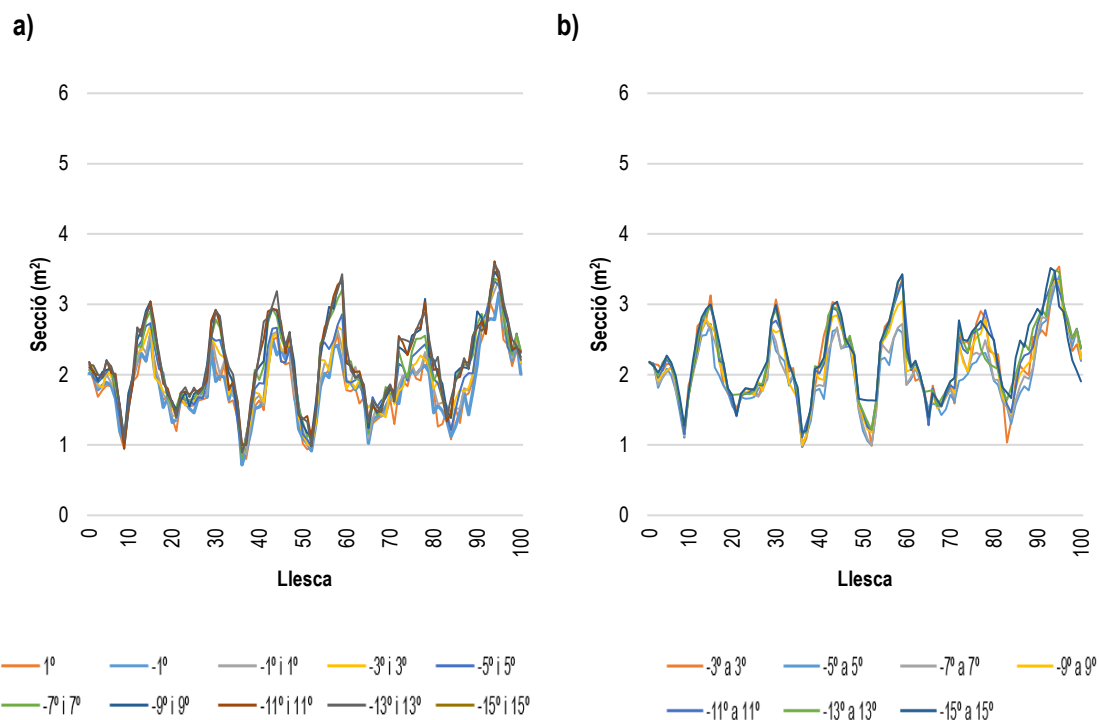 a)
b)
6
5
4
3
2
1
0
Secció (m²)
0 10 20 30 40 50 60 70 80 90 100
Llesca
6
5
4
3
2
1
0
Secció (m²)
0 10 20 30 40 50 60 70 80 90 100
Llesca
1º -1º -1º i 1º -3º i 3º -5º i 5º
-7º i 7º -9º i 9º -11º i 11º -13º i 13º -15º i 15º
-3º a 3º -5º a 5º -7º a 7º -9º a 9º
-11º a 11º -13º a 13º -15º a 15º